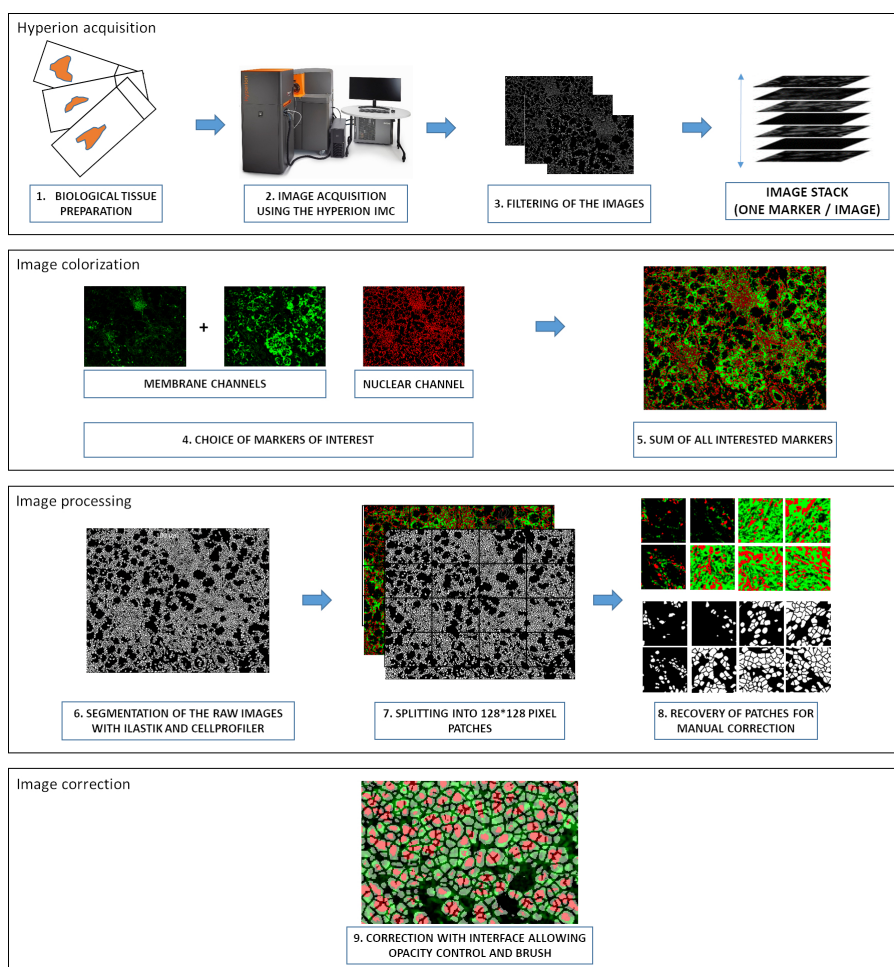 Hyperion acquisition
1. BIOLOGICAL TISSUE
PREPARATION
2. IMAGE ACQUISITION
USING THE HYPERION IMC
3. FILTERING OF THE IMAGES
IMAGE STACK
(ONE MARKER / IMAGE)
Image colorization
+
MEMBRANE CHANNELS
NUCLEAR CHANNEL
4. CHOICE OF MARKERS OF INTEREST
5. SUM OF ALL INTERESTED MARKERS
Image processing
6. SEGMENTATION OF THE RAW IMAGES
WITH ILASTIK AND CELLPROFILER
7. SPLITTING INTO 128*128 PIXEL
PATCHES
8. RECOVERY OF PATCHES FOR
MANUAL CORRECTION
Image correction
9. CORRECTION WITH INTERFACE ALLOWING
OPACITY CONTROL AND BRUSH